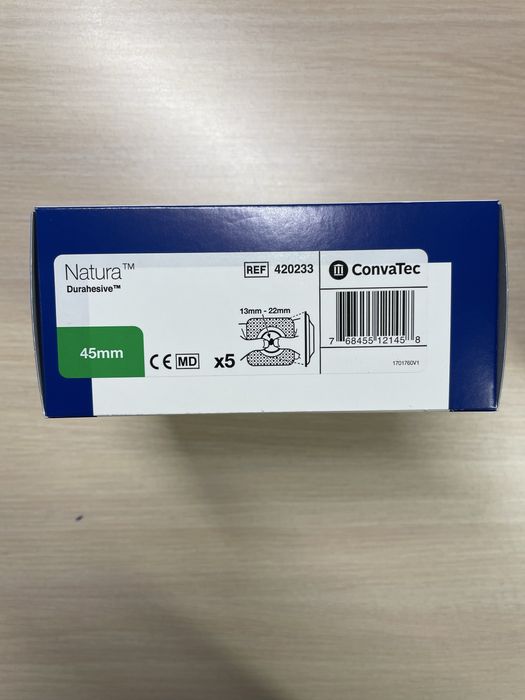 Natura™
Durahesive™
45mm
CE MD x5
REF 420233
13mm - 22mm
ConvaTec
7 68455 12145 8
1701760V1